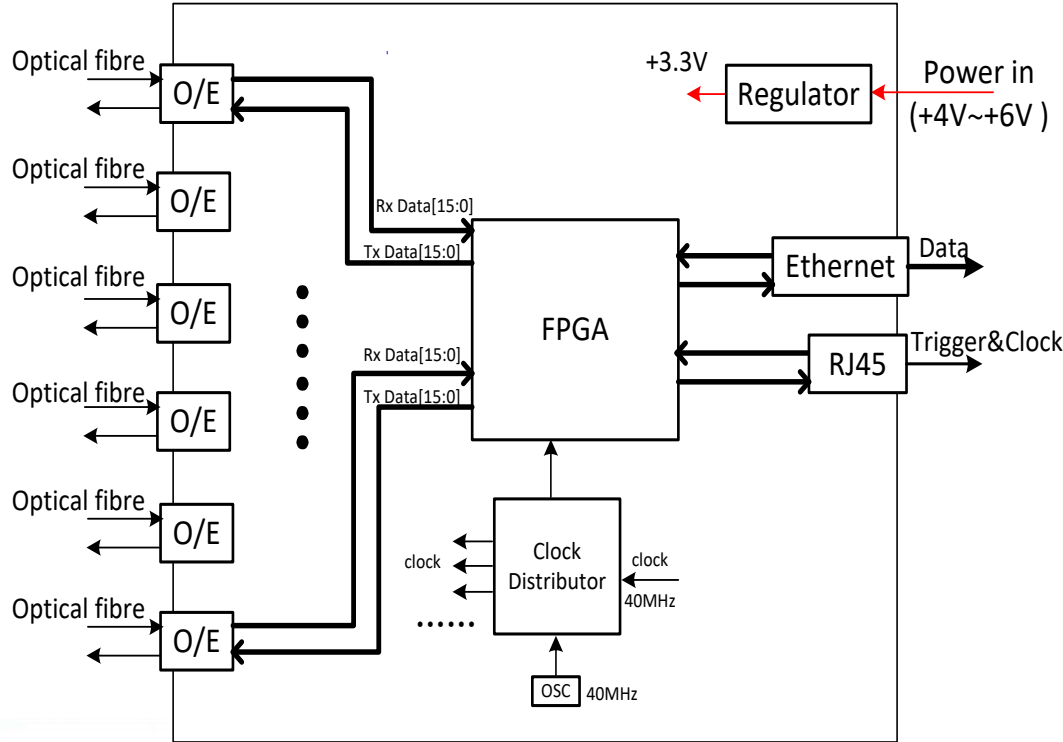 Optical fibre
O/E
Optical fibre
O/E
Optical fibre
O/E
Optical fibre
O/E
Optical fibre
O/E
Optical fibre
O/E
Rx Data[15:0]
Tx Data[15:0]
Rx Data[15:0]
Tx Data[15:0]
FPGA
+3.3V
Regulator
Power in
(+4V~+6V )
Ethernet
Data
RJ45
Trigger&Clock
clock
Clock
Distributor
clock
40MHz
OSC
40MHz